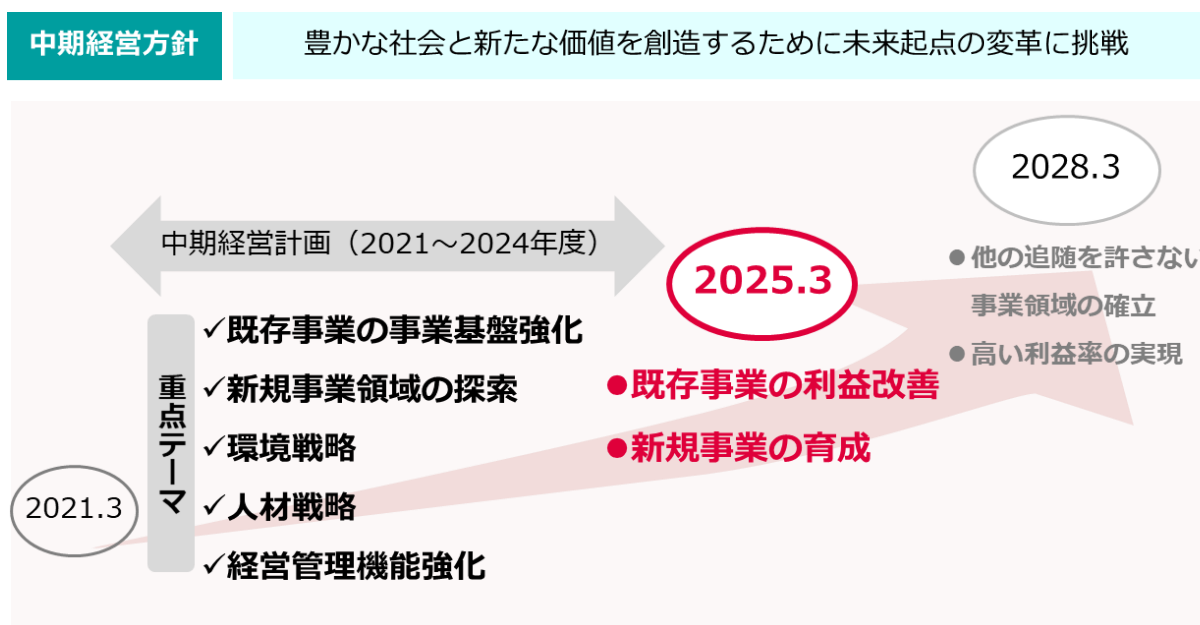 中期経営方針
豊かな社会と新たな価値を創造するために未来起点の変革に挑戦
2028.3
中期経営計画（2021～2024年度）
●他の追随を許さない
事業領域の確立
●高い利益率の実現
2025.3
●既存事業の利益改善
●新規事業の育成
重点テーマ
✓既存事業の事業基盤強化
✓新規事業領域の探索
✓環境戦略
✓人材戦略
✓経営管理機能強化
2021.3